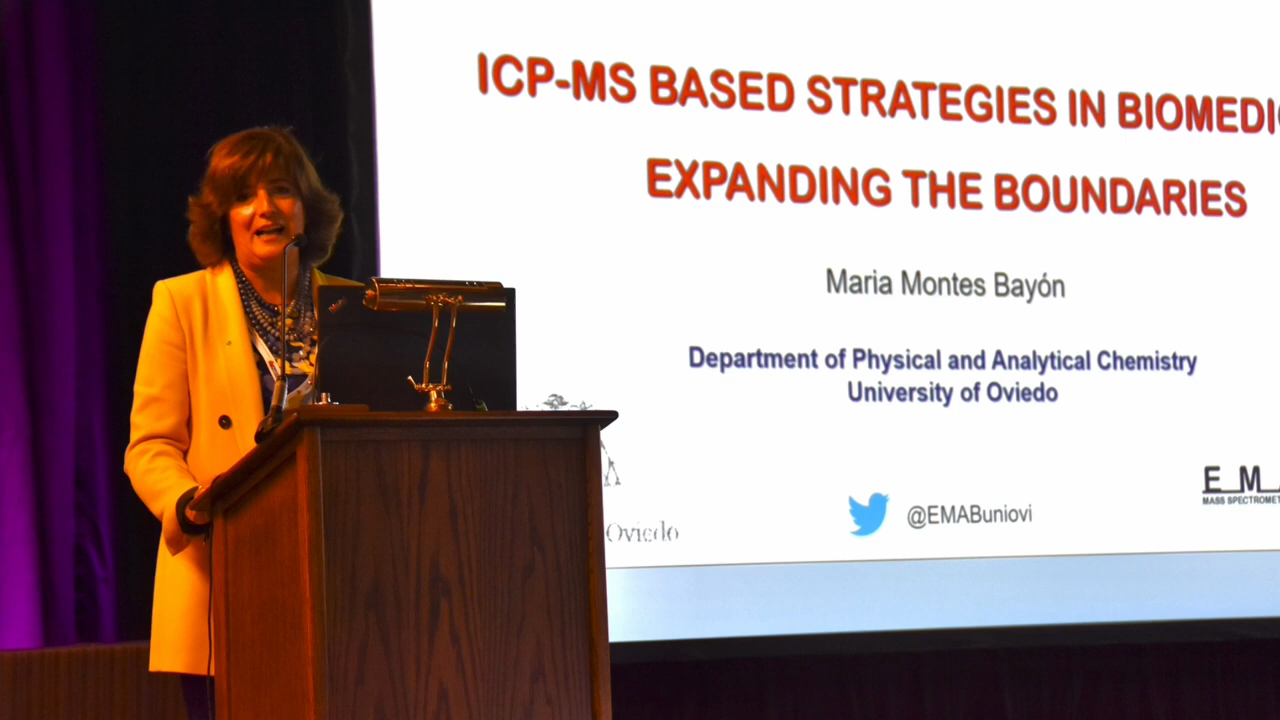 ICP-MS BASED STRATEGIES IN
EXPANDING THE BOUNDARIES
Maria Montes Bayón
Department of Physical and Analytical Chemistry
University of Oviedo
@EMABuniovi
Oviedo
MASS